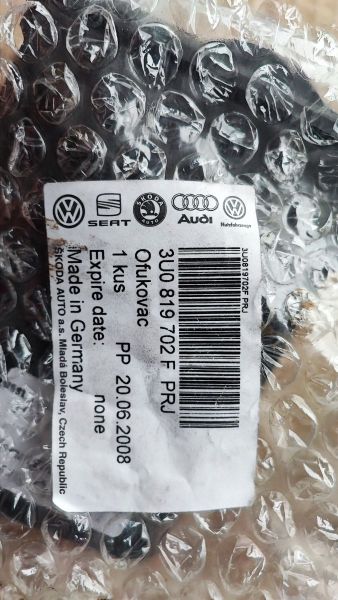 SEAT
ŠKODA
AUTO
Audi
Nutzfahrzeuge
3U0819702F PRJ
3U0 819 702 F PRJ
Ofukovac
1 kus PP 20.06.2008
Expire date: none
Made in Germany
ŠKODA AUTO a.s. Mladá Boleslav, Czech Republic